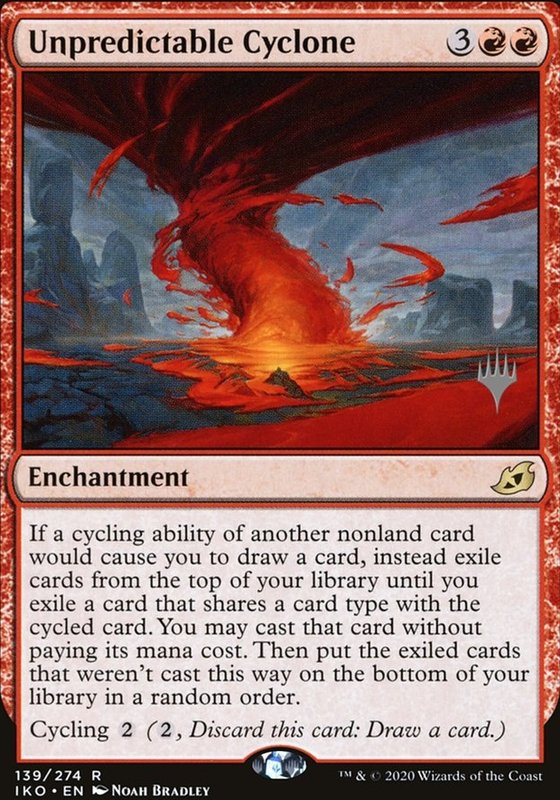 Unpredictable Cyclone 3
Enchantment
If a cycling ability of another nonland card
would cause you to draw a card, instead exile
cards from the top of your library until you
exile a card that shares a card type with the
cycled card. You may cast that card without
paying its mana cost. Then put the exiled cards
that weren't cast this way on the bottom of your
library in a random order.
Cycling 2 (2, Discard this card: Draw a card.)
139/274 R
IKO • EN Noah Bradley
™ & © 2020 Wizards of the Coast